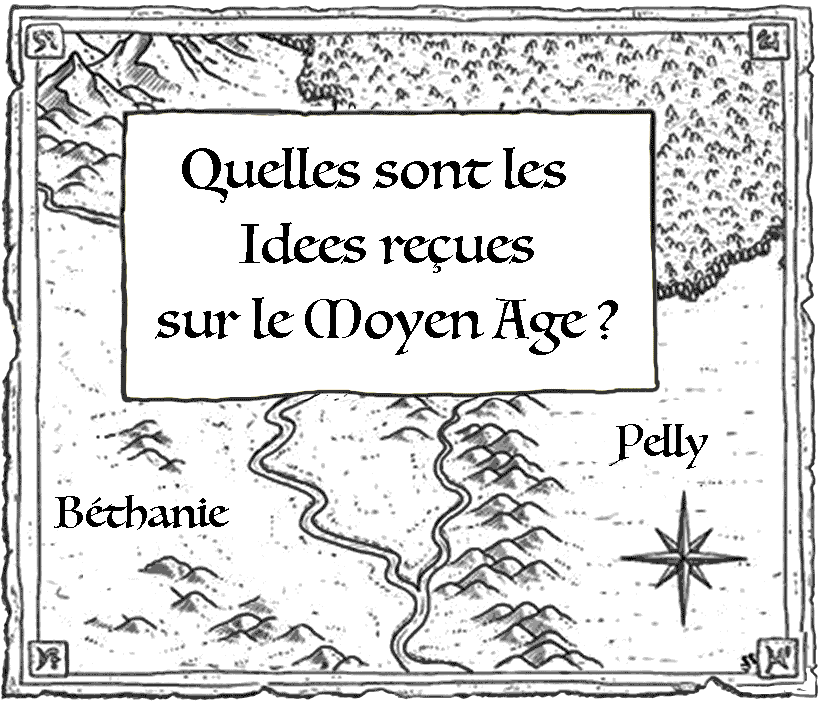 Quelles sont les
Idees reçues
sur le Moyen Age ?
Pelly
Béthanie